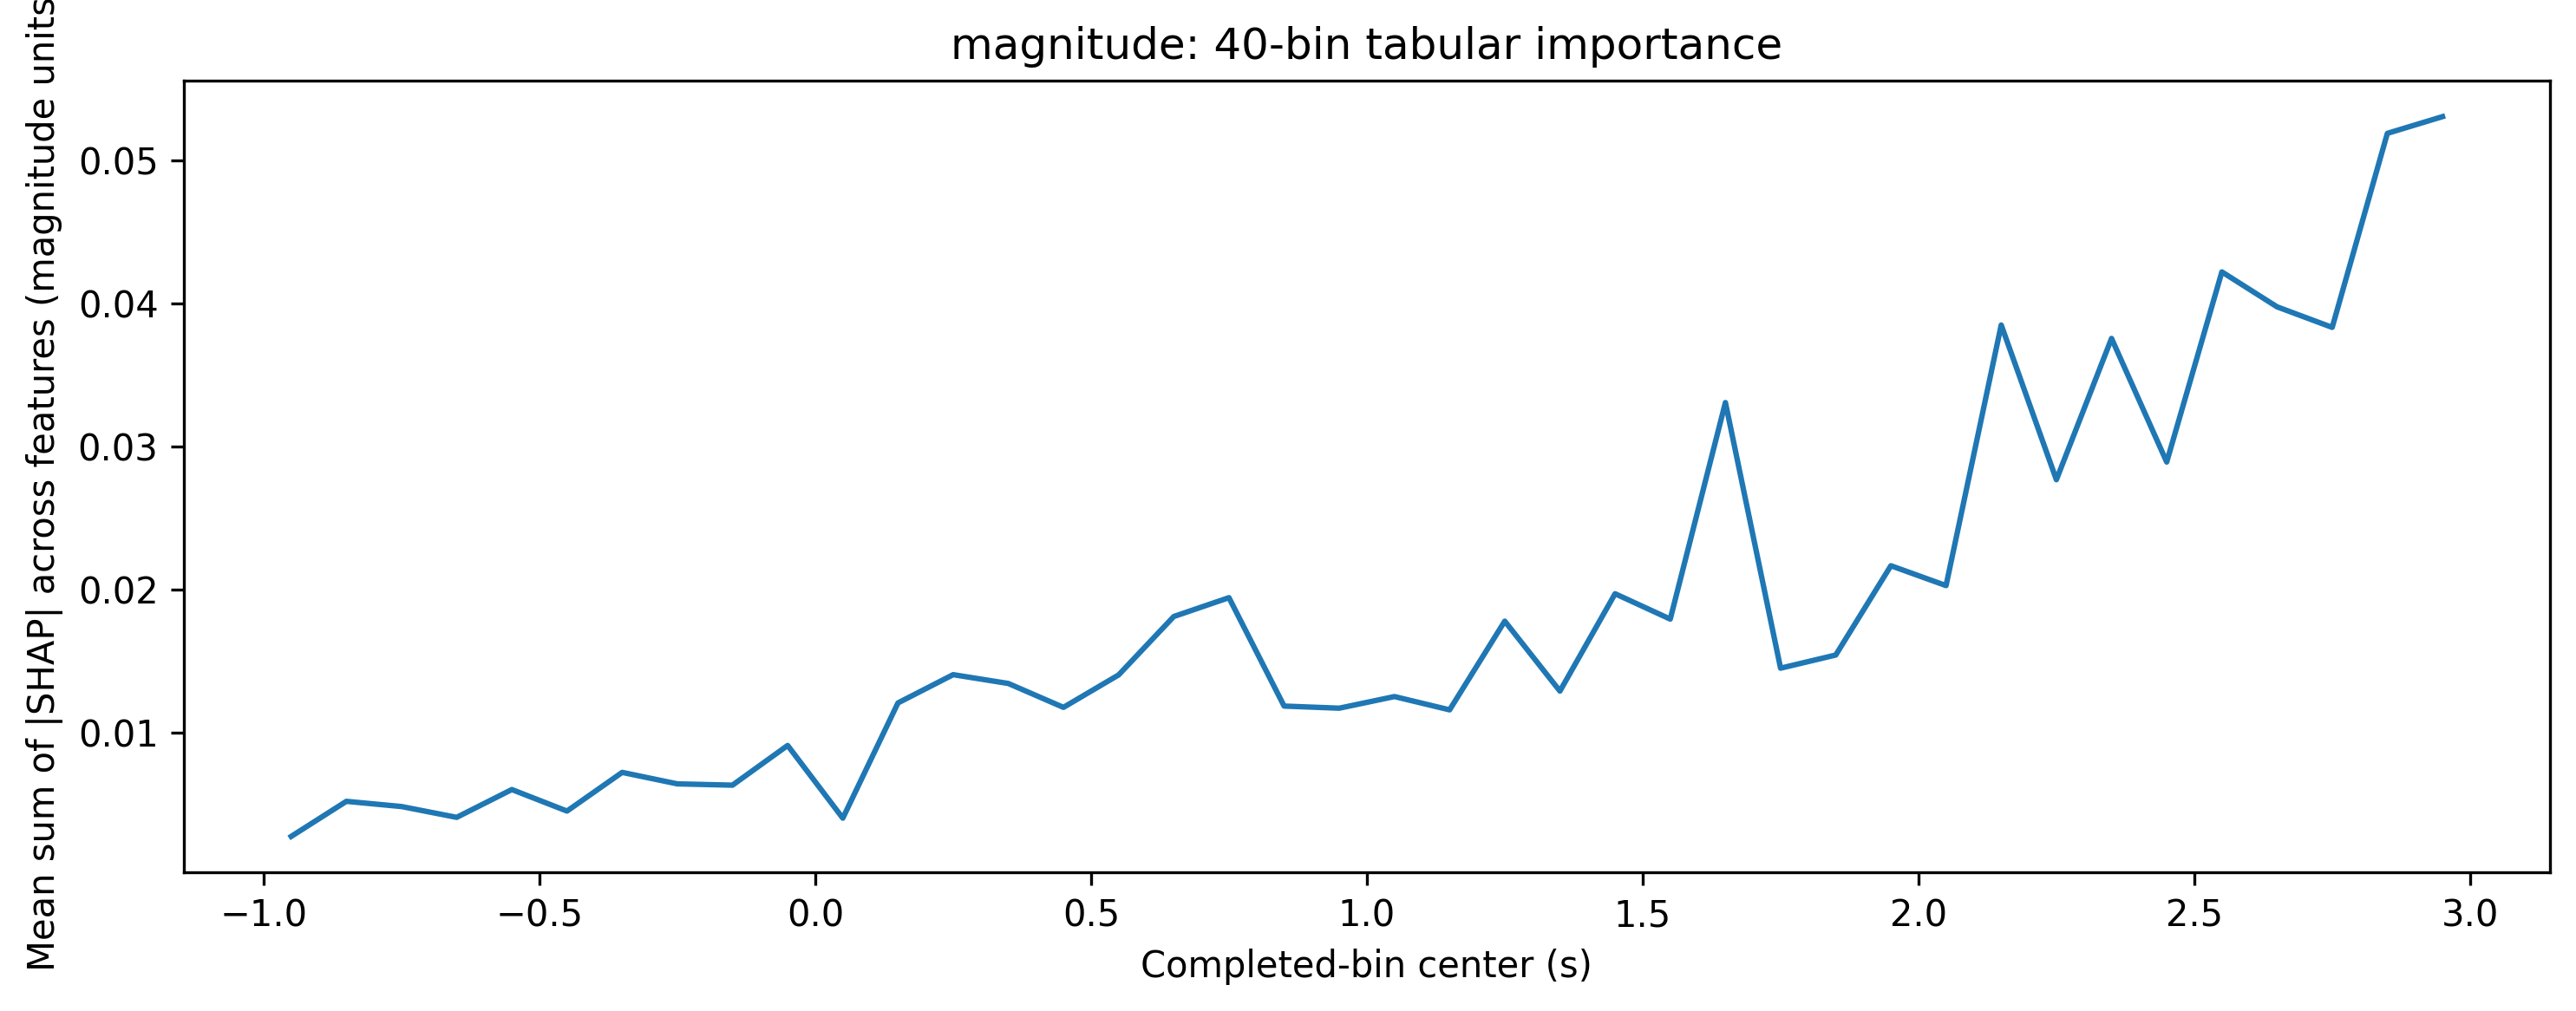 magnitude: 40-bin tabular importance
Mean sum of |SHAP| across features (magnitude units
0.05
0.04
0.03
0.02
0.01
−1.0 −0.5 0.0 0.5 1.0 1.5 2.0 2.5 3.0
Completed-bin center (s)